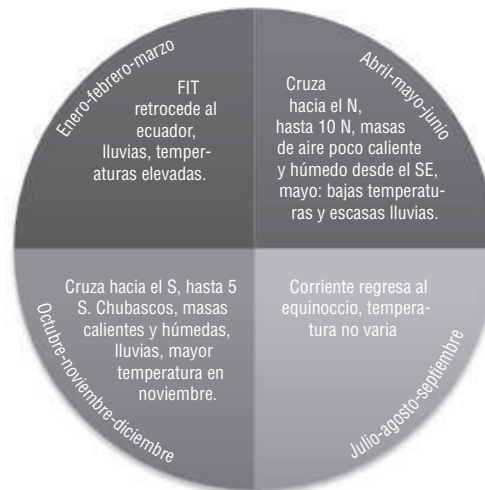 Enero-febrero-marzo
FIT
retrocede al
ecuador,
lluvias, temper-
aturas elevadas.
Abril-mayo-junio
Cruza
hacia el N,
hasta 10 N, masas
de aire poco caliente
y húmedo desde el SE,
mayo: bajas temperatu-
ras y escasas lluvias.
Cruza hacia el S, hasta 5
S. Chubascos, masas
calientes y húmedas,
lluvias, mayor
temperatura en
noviembre.
Octubre-noviembre-diciembre
Corriente regresa al
equinoccio, tempera-
tura no varia
Julio-agosto-septiembre